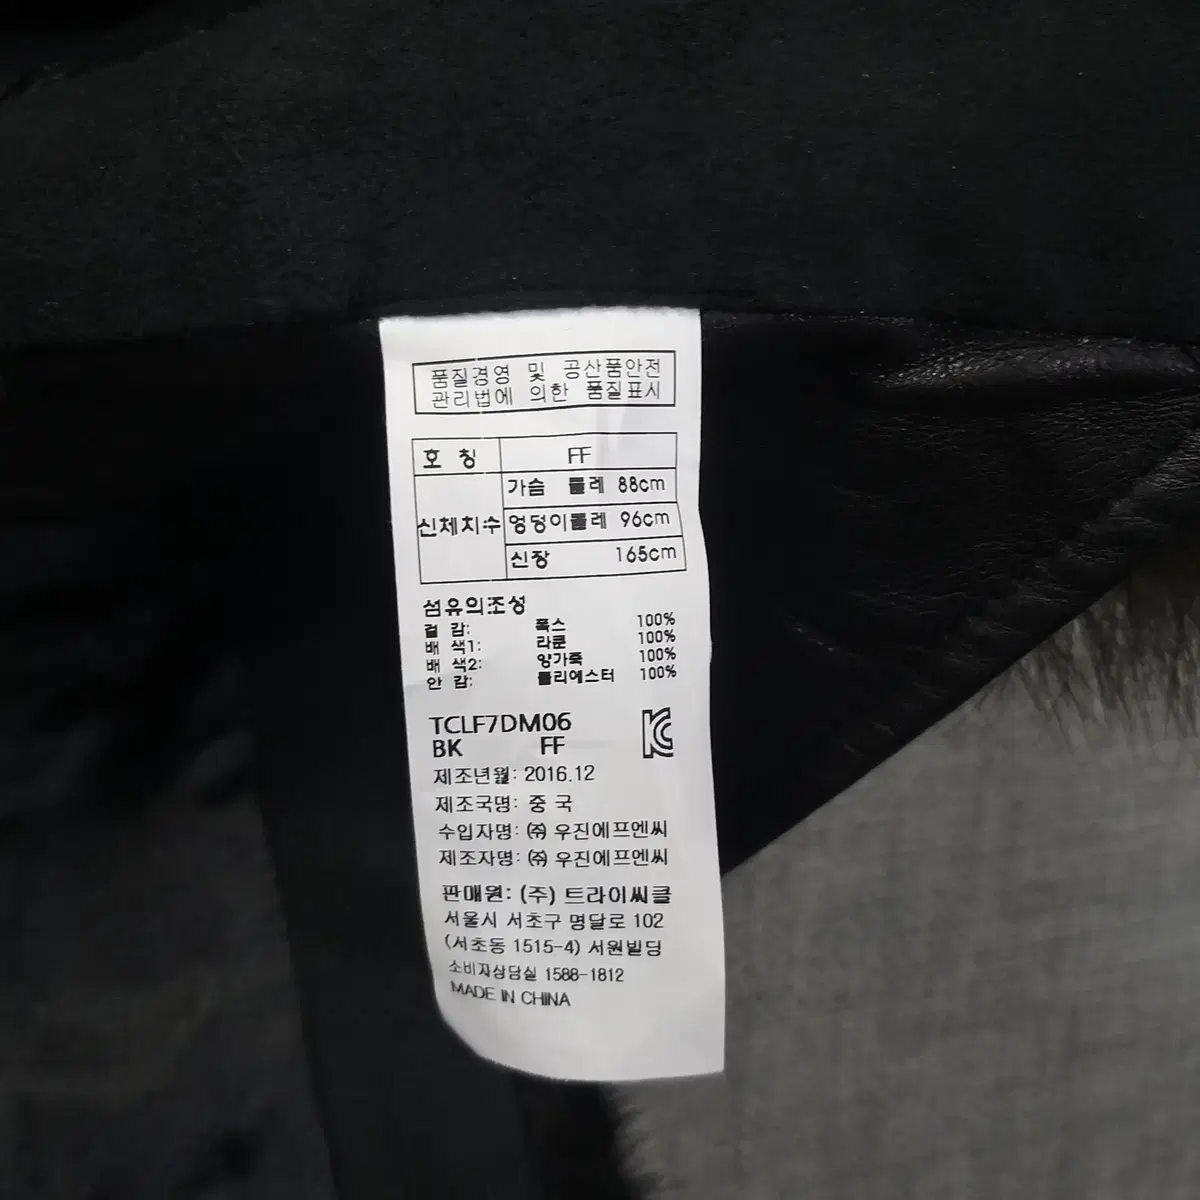 품질경영 및 공산품안전
관리법에 의한 품질표시
호 칭 FF
신체치수 가슴 둘레 88cm
엉덩이둘레 96cm
신장 165cm
섬유의조성
겉 감: 폭스 100%
배 색1: 라쿤 100%
배 색2: 양가죽 100%
안 감: 폴리에스터 100%
TCLF7DM06
BK FF
제조년월: 2016.12
제조국명: 중 국
수입자명: ㈜ 우진에프엔씨
제조자명: ㈜ 우진에프엔씨
판매원: (주) 트라이씨클
서울시 서초구 명달로 102
(서초동 1515-4) 서원빌딩
소비자상담실 1588-1812
MADE IN CHINA